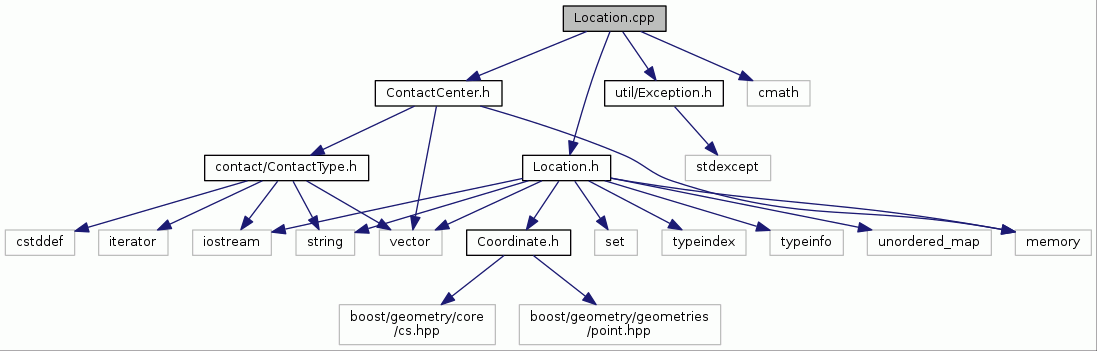 Location.cpp
ContactCenter.h
util/Exception.h
cmath
contact/ContactType.h
Location.h
stdexcept
cstddef
iterator
iostream
string
vector
Coordinate.h
set
typeindex
typeinfo
unordered_map
memory
boost/geometry/core
/cs.hpp
boost/geometry/geometries
/point.hpp